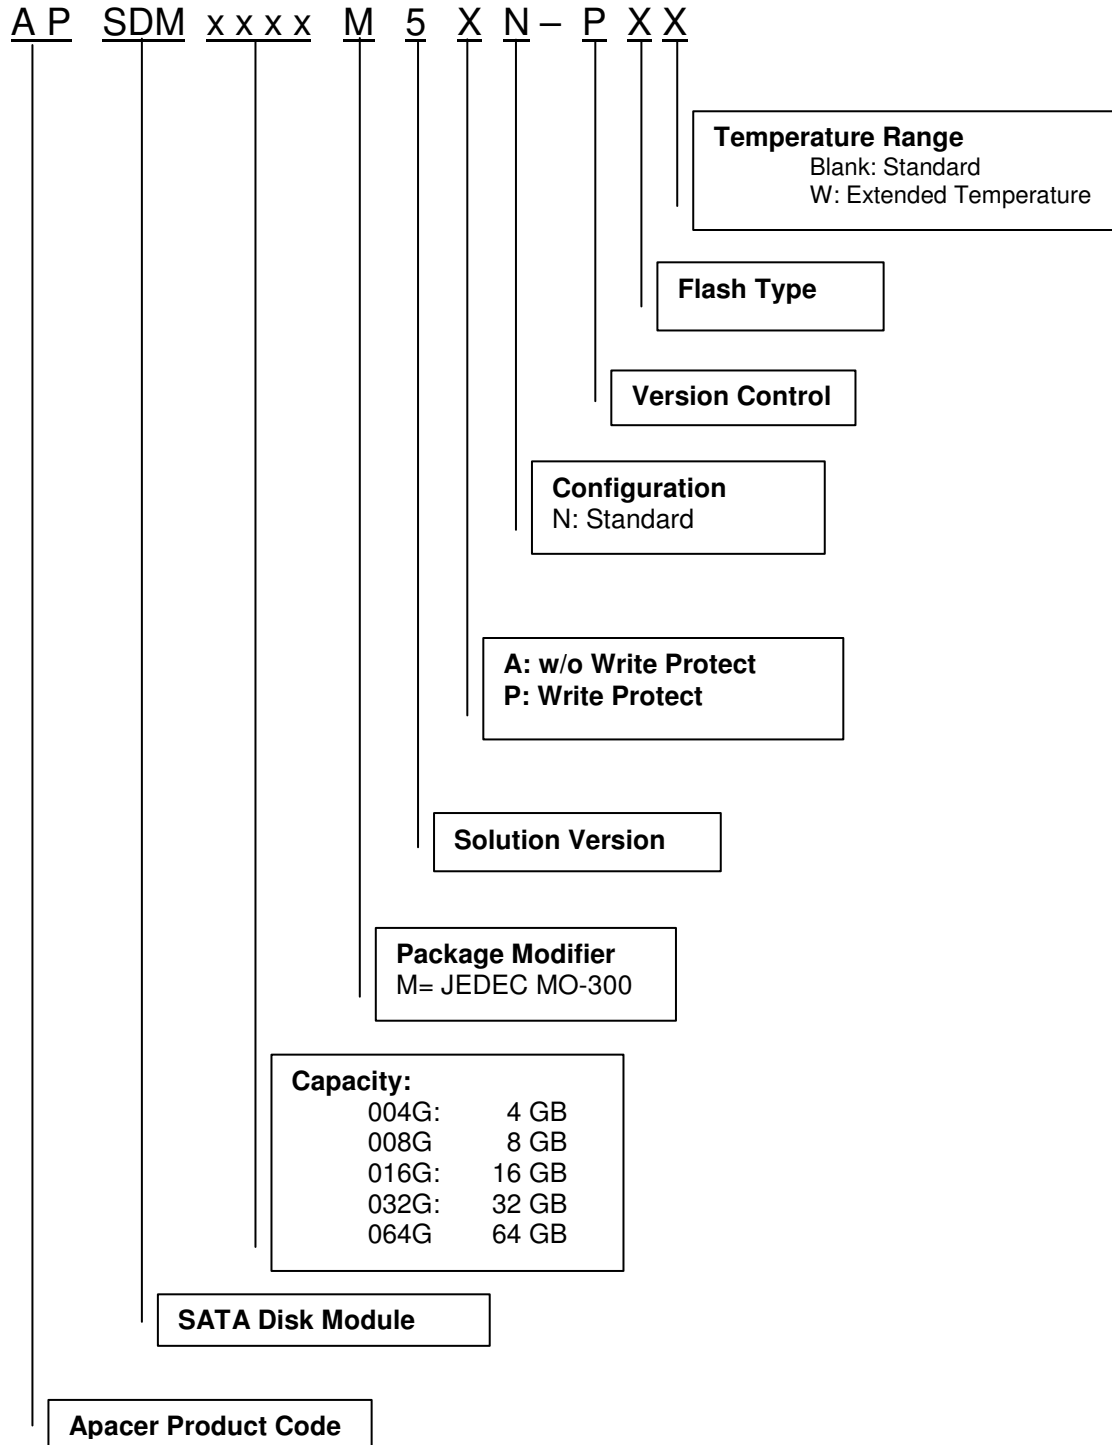 A P SDM x x x x M 5 X N – P X X
Temperature Range
Blank: Standard
W: Extended Temperature
Flash Type
Version Control
Configuration
N: Standard
A: w/o Write Protect
P: Write Protect
Solution Version
Package Modifier
M= JEDEC MO-300
Capacity:
004G: 4 GB
008G 8 GB
016G: 16 GB
032G: 32 GB
064G 64 GB
SATA Disk Module
Apacer Product Code